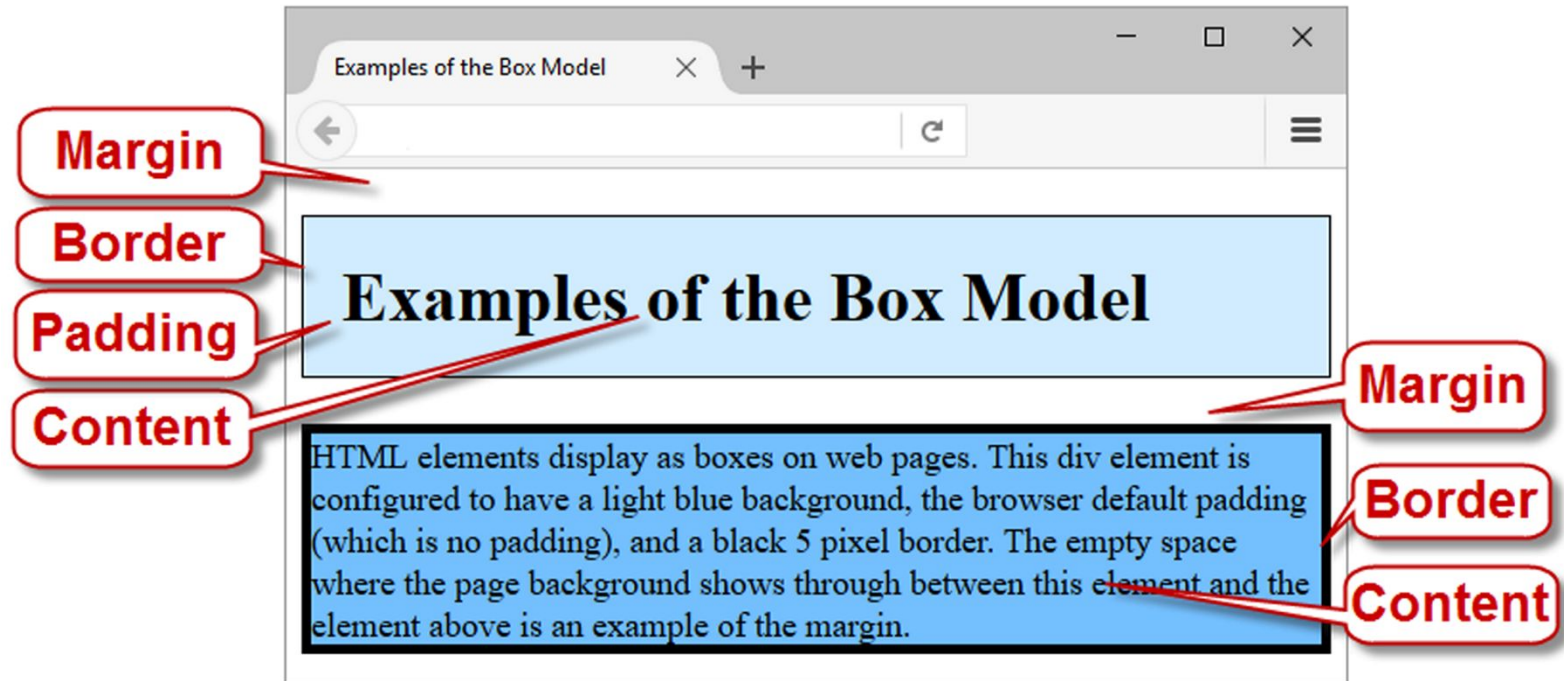 Examples of the Box Model
Margin
Border
Padding
Content
Examples of the Box Model
Margin
Border
Content
HTML elements display as boxes on web pages. This div element is
configured to have a light blue background, the browser default padding
(which is no padding), and a black 5 pixel border. The empty space
where the page background shows through between this element and the
element above is an example of the margin.